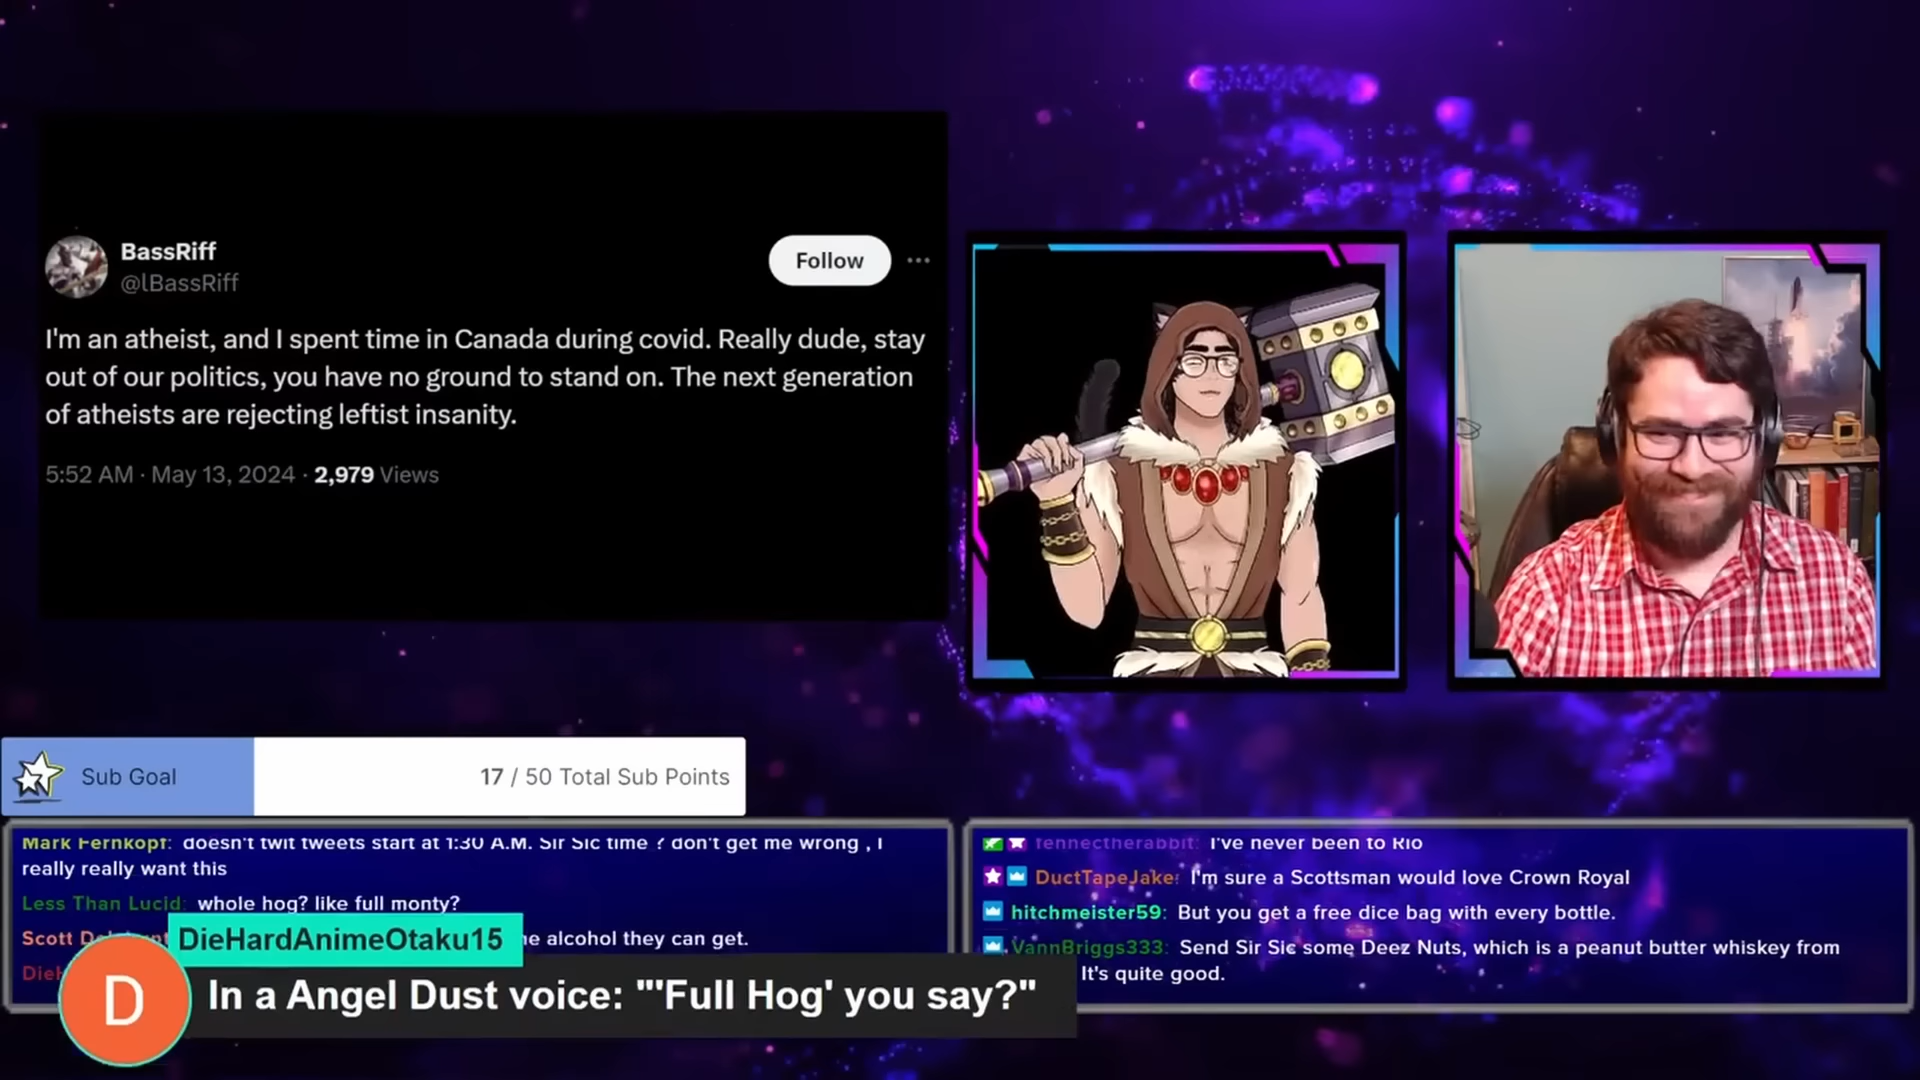 BassRiff
@lBassRiff
Follow
I'm an atheist, and I spent time in Canada during covid. Really dude, stay
out of our politics, you have no ground to stand on. The next generation
of atheists are rejecting leftist insanity.
5:52 AM · May 13, 2024 · 2,979 Views
Sub Goal
17 / 50 Total Sub Points
Mark Fernkopf: doesn't twit tweets start at 1:30 A.M. Sir Sic time ? don't get me wrong , I
really really want this
Less Than Lucid: whole hog? like full monty?
Scott
alcohol they can get.
DieHardAnimeOtaku15
D
In a Angel Dust voice: "'Full Hog' you say?"
fennectherabbit: I've never been to Rio
DuctTapeJake: I'm sure a Scottsman would love Crown Royal
hitchmeister59: But you get a free dice bag with every bottle.
VannBriggs333: Send Sir Sic some Deez Nuts, which is a peanut butter whiskey from
It's quite good.